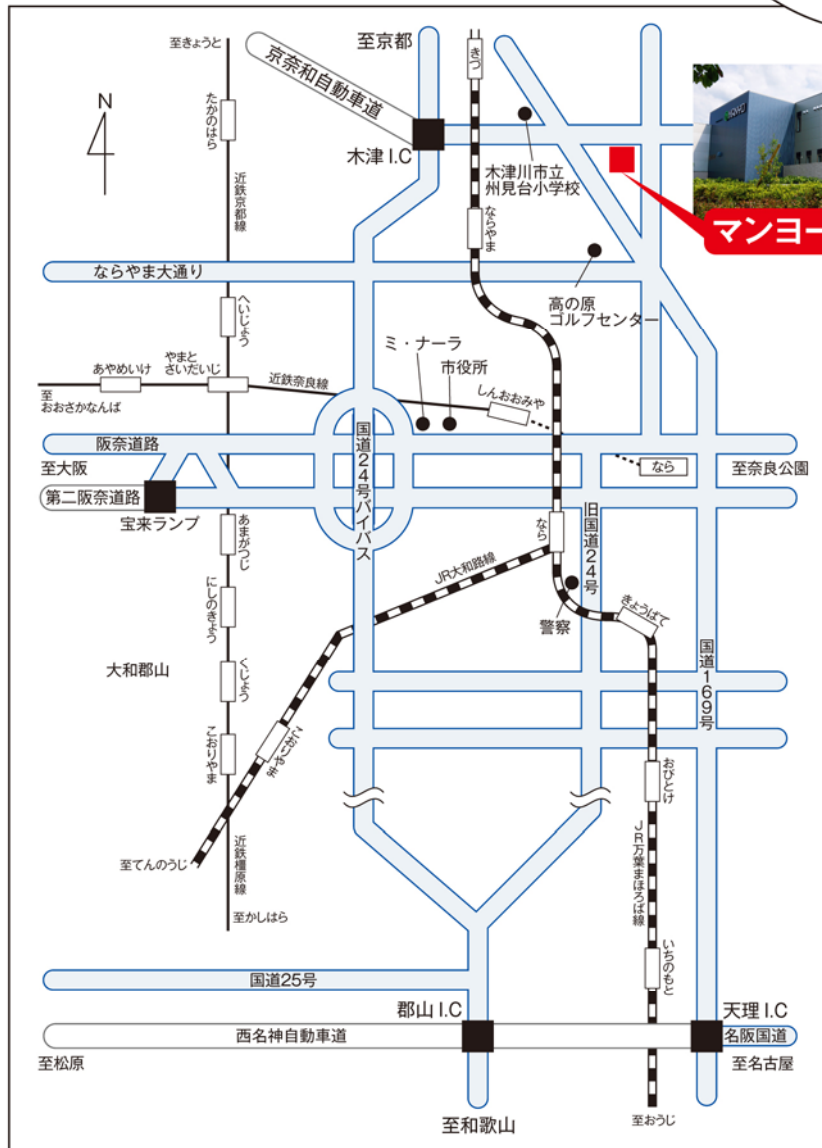 至きょうと
京奈和自動車道
至京都
きづ
N
たかのはら
木津 I.C
木津川市立
州見台小学校
近鉄京都線
ならやま
マンヨー
ならやま大通り
高の原
ゴルフセンター
へいじょう
ミ・ナーラ
市役所
あやめいけ
やまと
さいだいじ
近鉄奈良線
しんおおみや
至
おおさかなんば
阪奈道路
国道24号バイパス
至大阪
なら
至奈良公園
第二阪奈道路
宝来ランプ
あまがつじ
なら
旧国道24号
JR大和路線
にしのきょう
警察
きょうばて
国道169号
大和郡山
くじょう
こおりやま
こおりやま
おびとけ
至てんのうじ
近鉄橿原線
JR万葉まほろば線
至かしはら
いちのもと
国道25号
郡山 I.C
天理 I.C
西名神自動車道
名阪国道
至松原
至名古屋
至和歌山
至おうじ